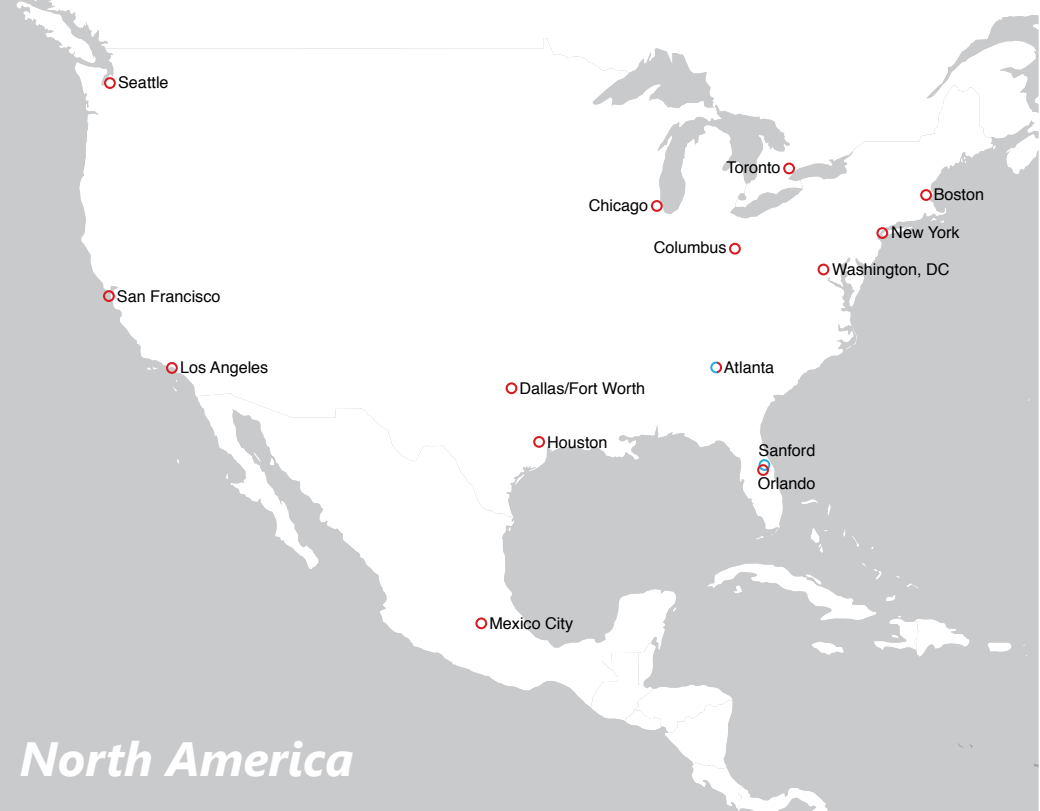 Seattle
Toronto
Boston
Chicago
New York
Columbus
Washington, DC
San Francisco
Los Angeles
Atlanta
Dallas/Fort Worth
Houston
Sanford
Orlando
Mexico City
North America